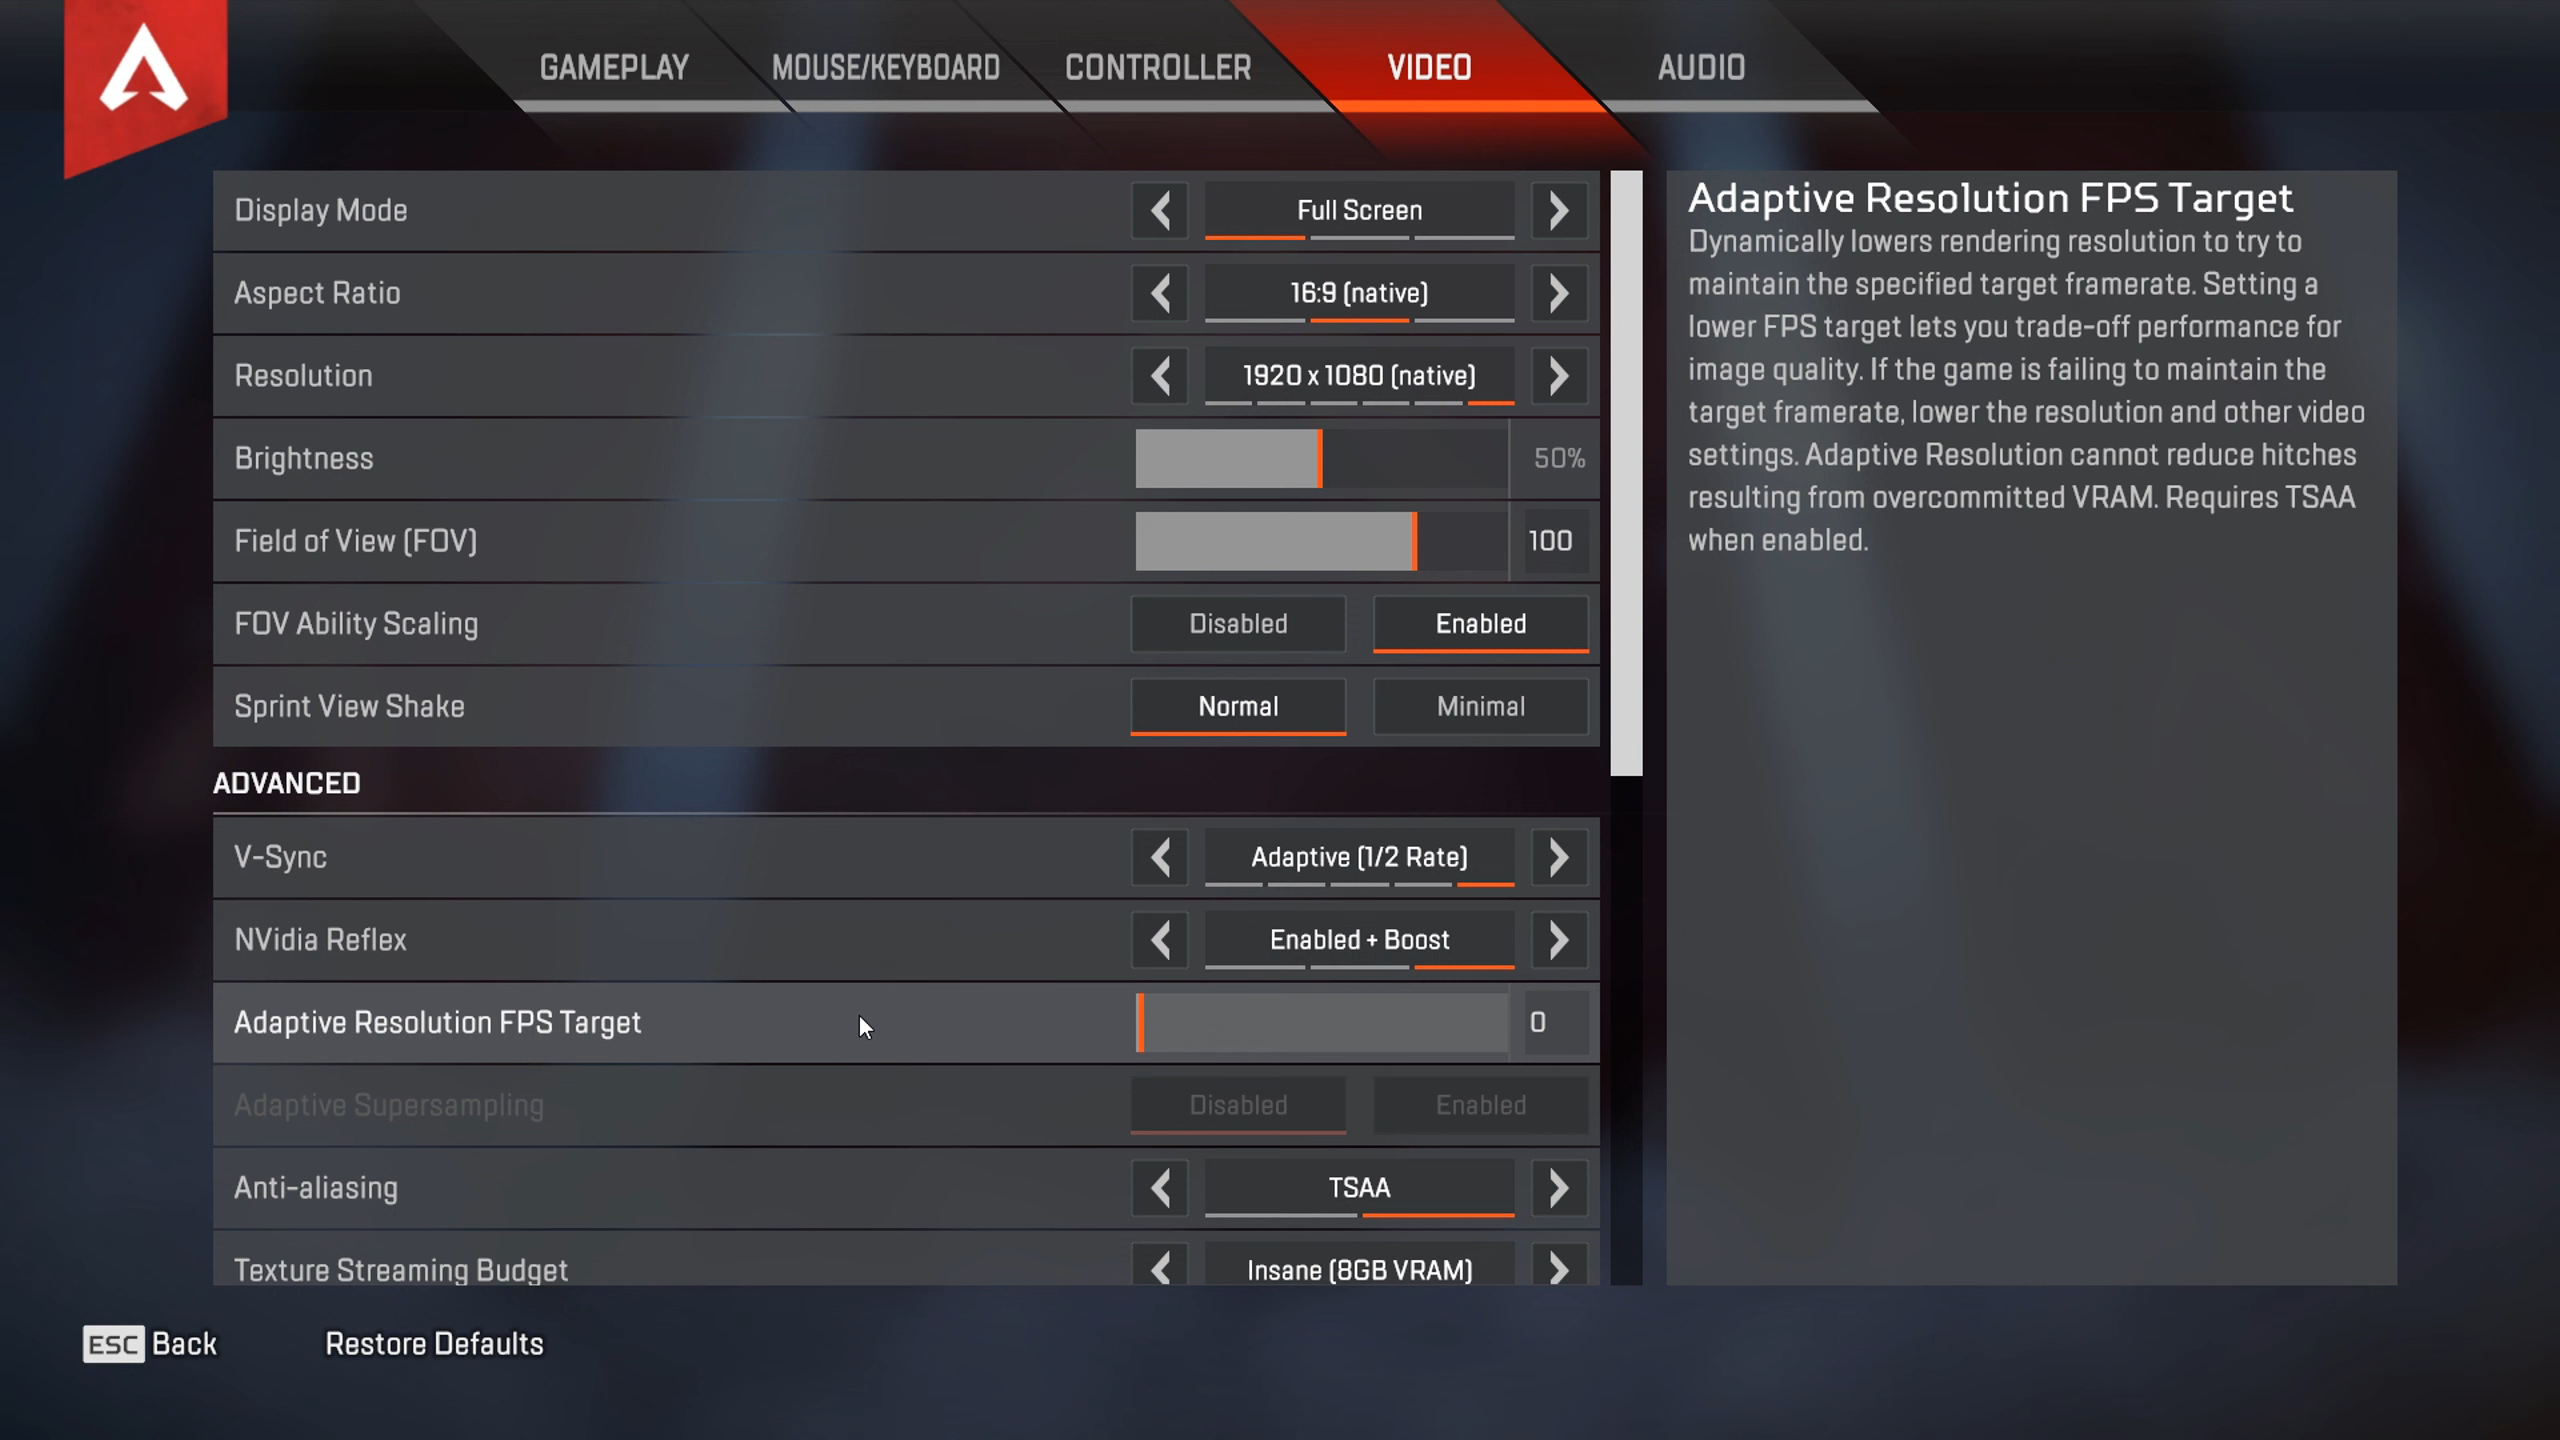 GAMEPLAY MOUSE/KEYBOARD CONTROLLER VIDEO AUDIO
Display Mode Full Screen
Aspect Ratio 16:9 (native)
Resolution 1920 x 1080 (native)
Brightness 50%
Field of View (FOV) 100
FOV Ability Scaling Disabled Enabled
Sprint View Shake Normal Minimal
ADVANCED
V-Sync Adaptive (1/2 Rate)
NVidia Reflex Enabled + Boost
Adaptive Resolution FPS Target 0
Adaptive Supersampling Disabled Enabled
Anti-aliasing TSAA
Texture Streaming Budget Insane (8GB VRAM)
Adaptive Resolution FPS Target
Dynamically lowers rendering resolution to try to
maintain the specified target framerate. Setting a
lower FPS target lets you trade-off performance for
image quality. If the game is failing to maintain the
target framerate, lower the resolution and other video
settings. Adaptive Resolution cannot reduce hitches
resulting from overcommitted VRAM. Requires TSAA
when enabled.
ESC Back Restore Defaults